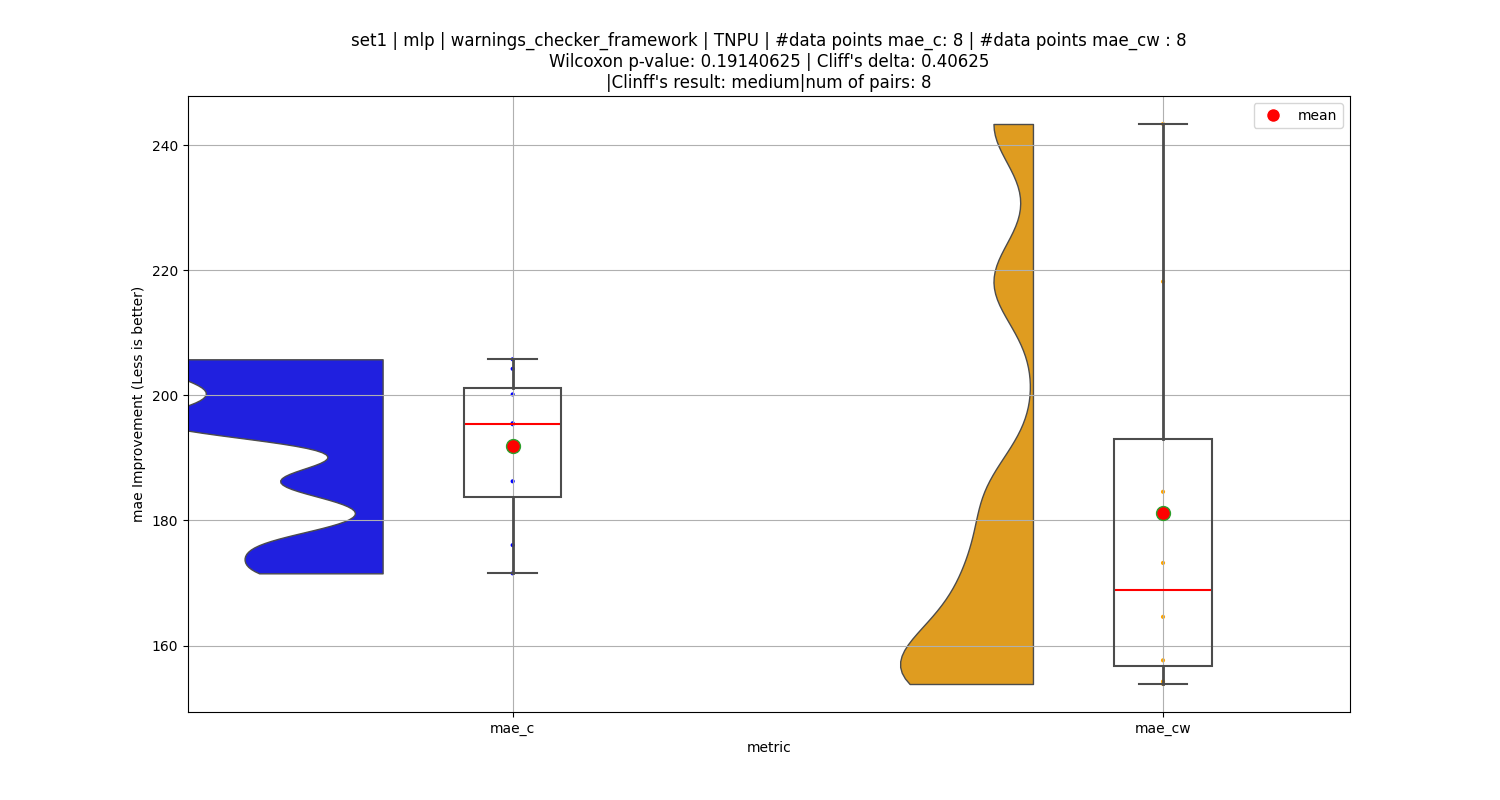 set1 | mlp | warnings_checker_framework | TNPU | #data points mae_c: 8 | #data points mae_cw : 8
Wilcoxon p-value: 0.19140625 | Cliff's delta: 0.40625
|Clinff's result: medium|num of pairs: 8
mean
240
220
200
180
160
mae Improvement (Less is better)
mae_c
mae_cw
metric